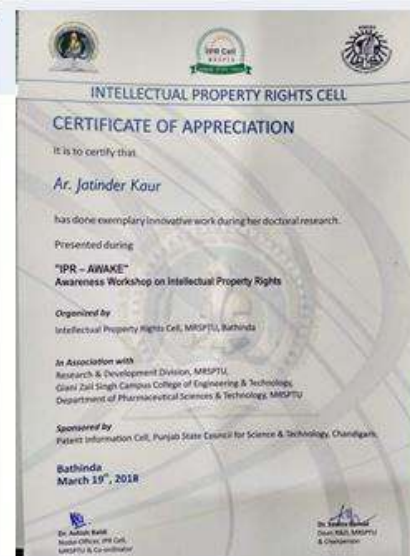 IPR Cell
MRSPTU
INTELLECTUAL PROPERTY RIGHTS CELL
CERTIFICATE OF APPRECIATION
It is to certify that
Ar. Jatinder Kaur
has done exemplary innovative work during her doctoral research.
Presented during
"IPR – AWAKE"
Awareness Workshop on Intellectual Property Rights
Organized by
Intellectual Property Rights Cell, MRSPTU, Bathinda
In Association with
Research & Development Division, MRSPTU,
Giani Zail Singh Campus College of Engineering & Technology,
Department of Pharmaceutical Sciences & Technology, MRSPTU
Sponsored by
Patent Information Cell, Punjab State Council for Science & Technology, Chandigarh
Bathinda
March 19th, 2018
Dr. Ashish Baldi
Nodal Officer, IPR Cell,
MRSPTU & Co-ordinator
Dr.
Dean R&D, MRSPTU
& Chairperson